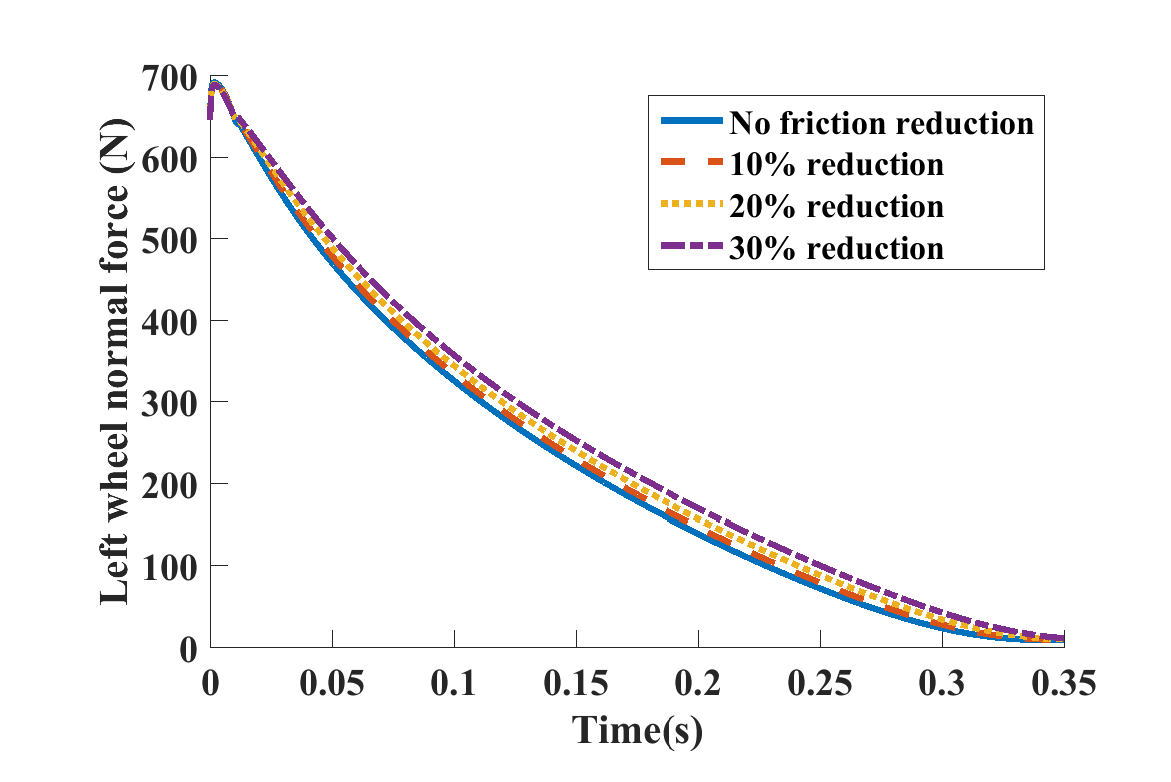 700
600
500
400
300
200
100
0
Left wheel normal force (N)
No friction reduction
10% reduction
20% reduction
30% reduction
0 0.05 0.1 0.15 0.2 0.25 0.3 0.35
Time(s)